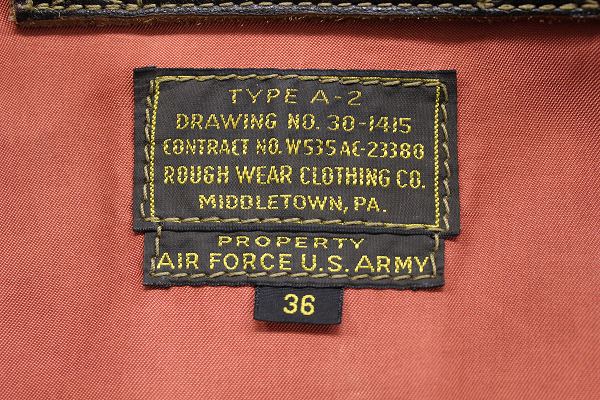 TYPE A-2
DRAWING NO. 30-1415
CONTRACT NO. W535 AC-23380
ROUGH WEAR CLOTHING CO.
MIDDLETOWN, PA.
PROPERTY
AIR FORCE U.S. ARMY
36